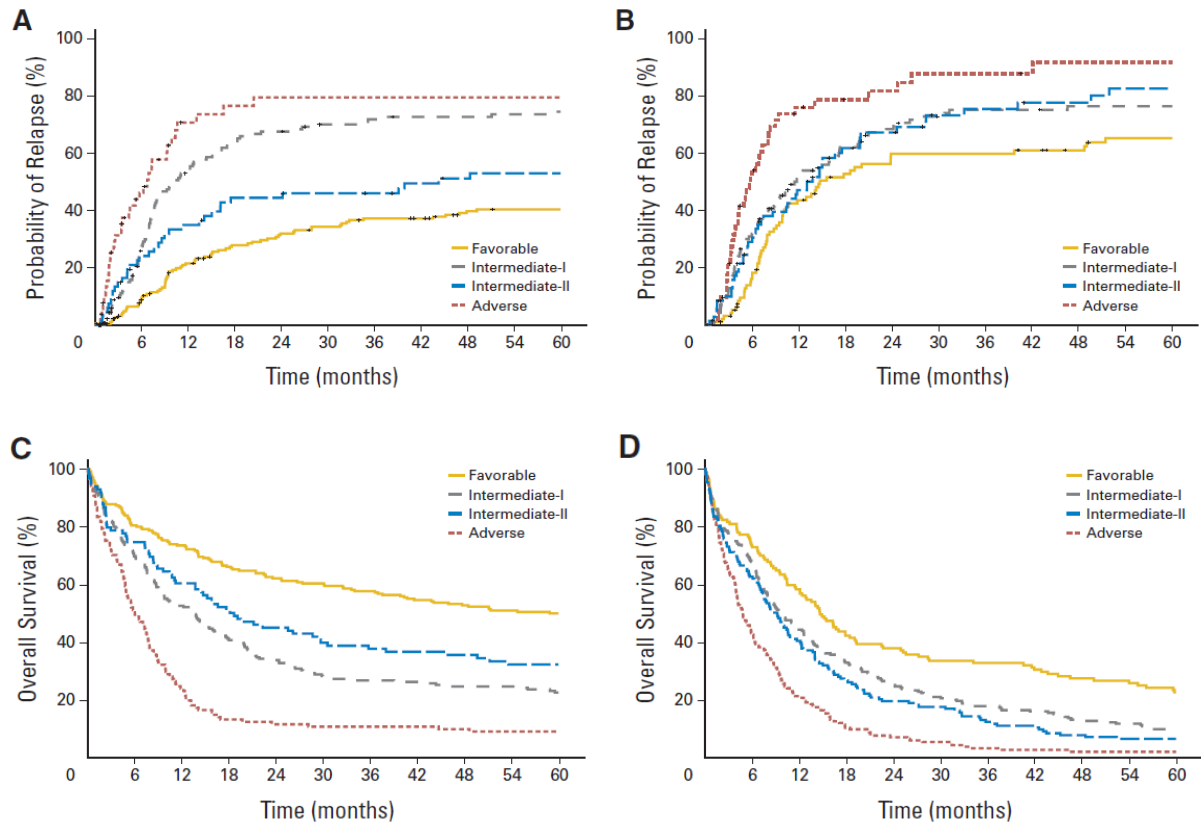 A
Probability of Relapse (%)
100
80
60
40
20
0
6
12
18
24
30
36
42
48
54
60
Time (months)
Favorable
Intermediate-I
Intermediate-II
Adverse
B
Probability of Relapse (%)
100
80
60
40
20
0
6
12
18
24
30
36
42
48
54
60
Time (months)
Favorable
Intermediate-I
Intermediate-II
Adverse
C
Overall Survival (%)
100
80
60
40
20
0
6
12
18
24
30
36
42
48
54
60
Time (months)
Favorable
Intermediate-I
Intermediate-II
Adverse
D
Overall Survival (%)
100
80
60
40
20
0
6
12
18
24
30
36
42
48
54
60
Time (months)
Favorable
Intermediate-I
Intermediate-II
Adverse